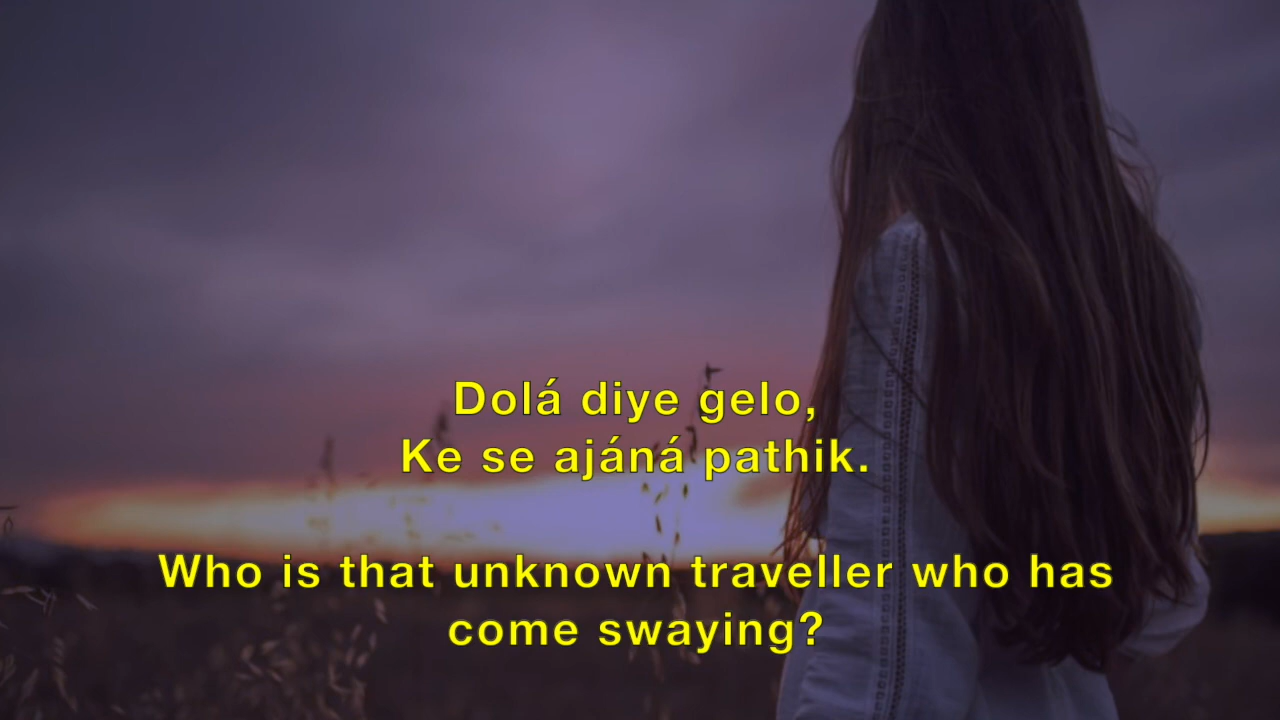 Dolá diye gelo,
Ke se ajáná pathik.
Who is that unknown traveller who has
come swaying?